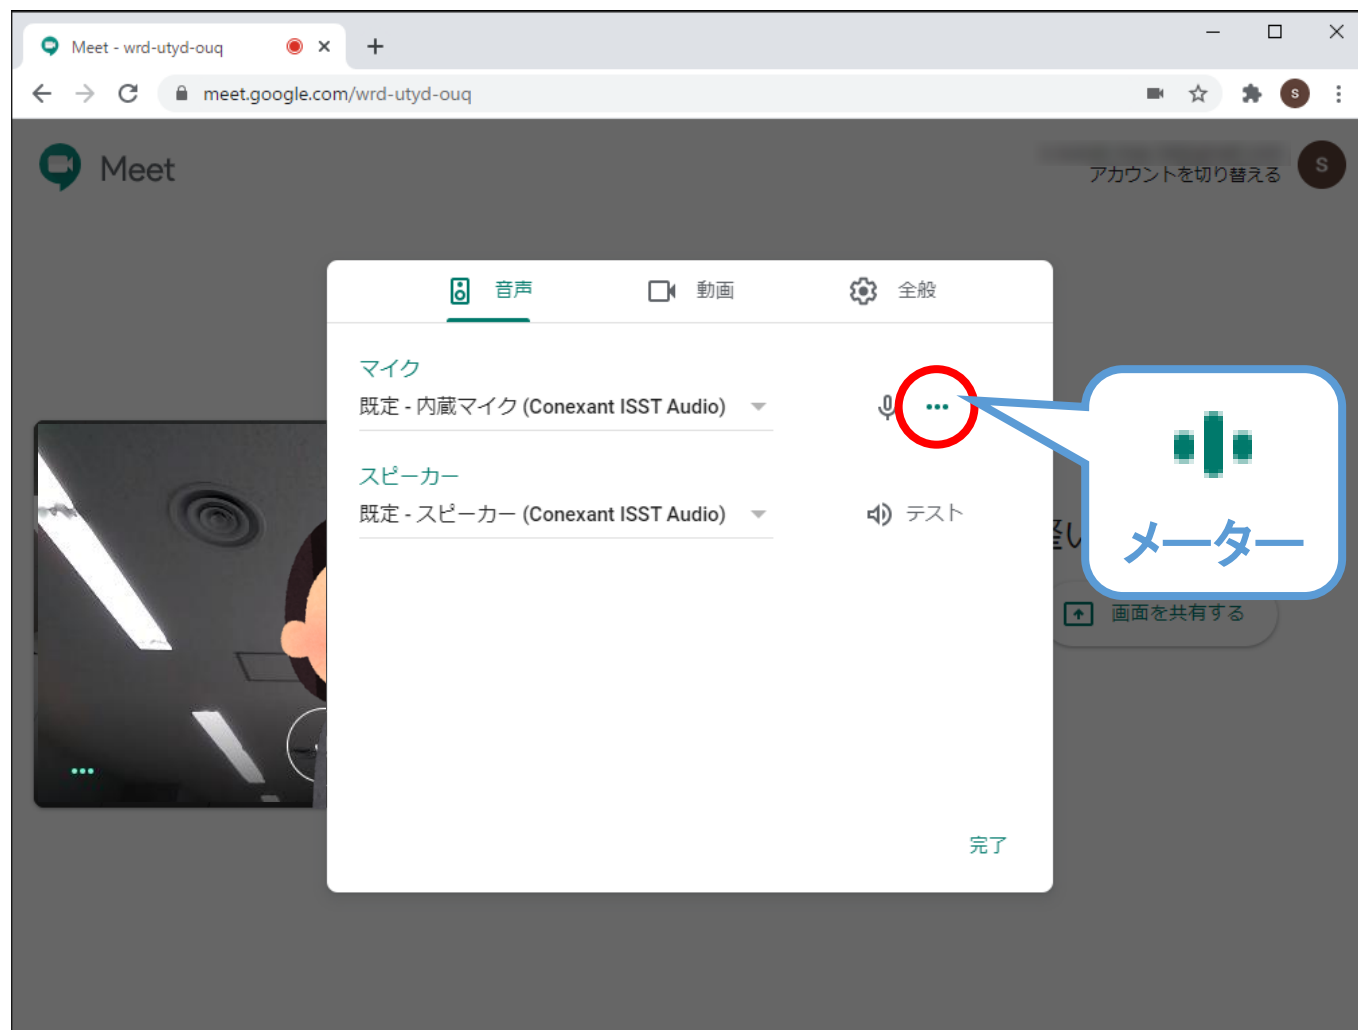 Meet - wrd-utyd-ouq
meet.google.com/wrd-utyd-ouq
S
Meet
アカウントを切り替える
S
音声
動画
全般
マイク
既定 - 内蔵マイク (Conexant ISST Audio)
スピーカー
既定 - スピーカー (Conexant ISST Audio)
テスト
メーター
画面を共有する
完了